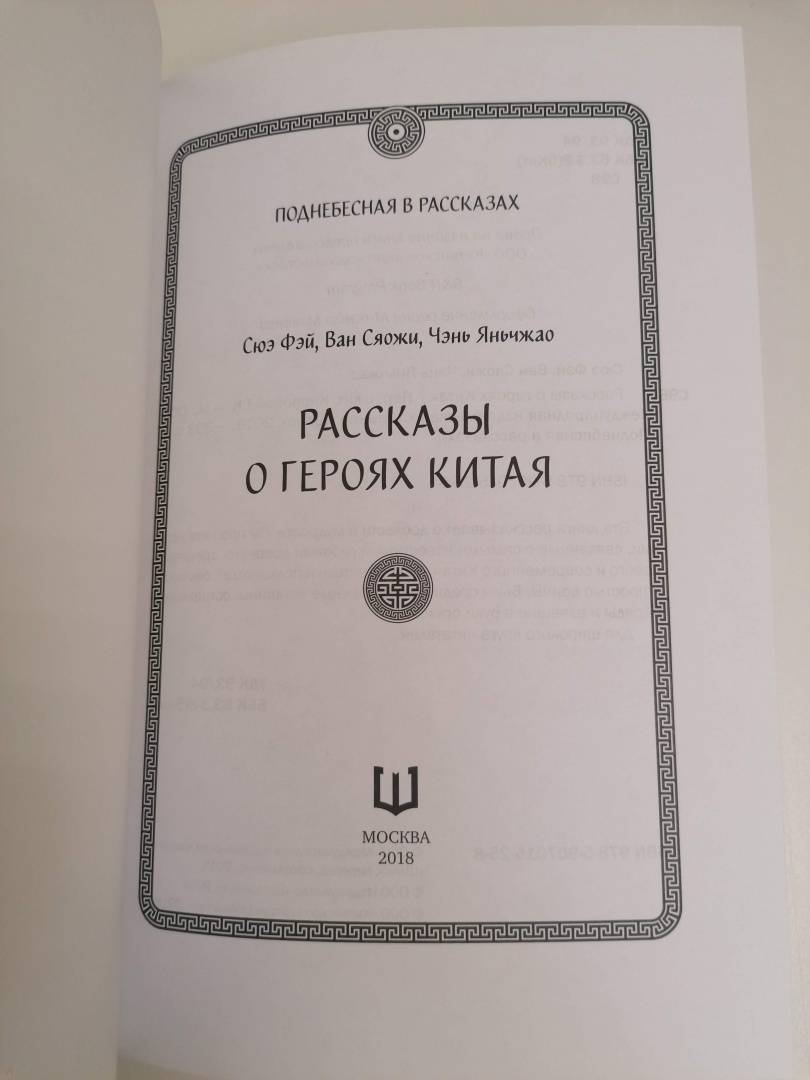 ПОДНЕБЕСНАЯ В РАССКАЗАХ
Сюэ Фэй, Ван Сяожи, Чэнь Яньчжао
РАССКАЗЫ
О ГЕРОЯХ КИТАЯ
МОСКВА
2018